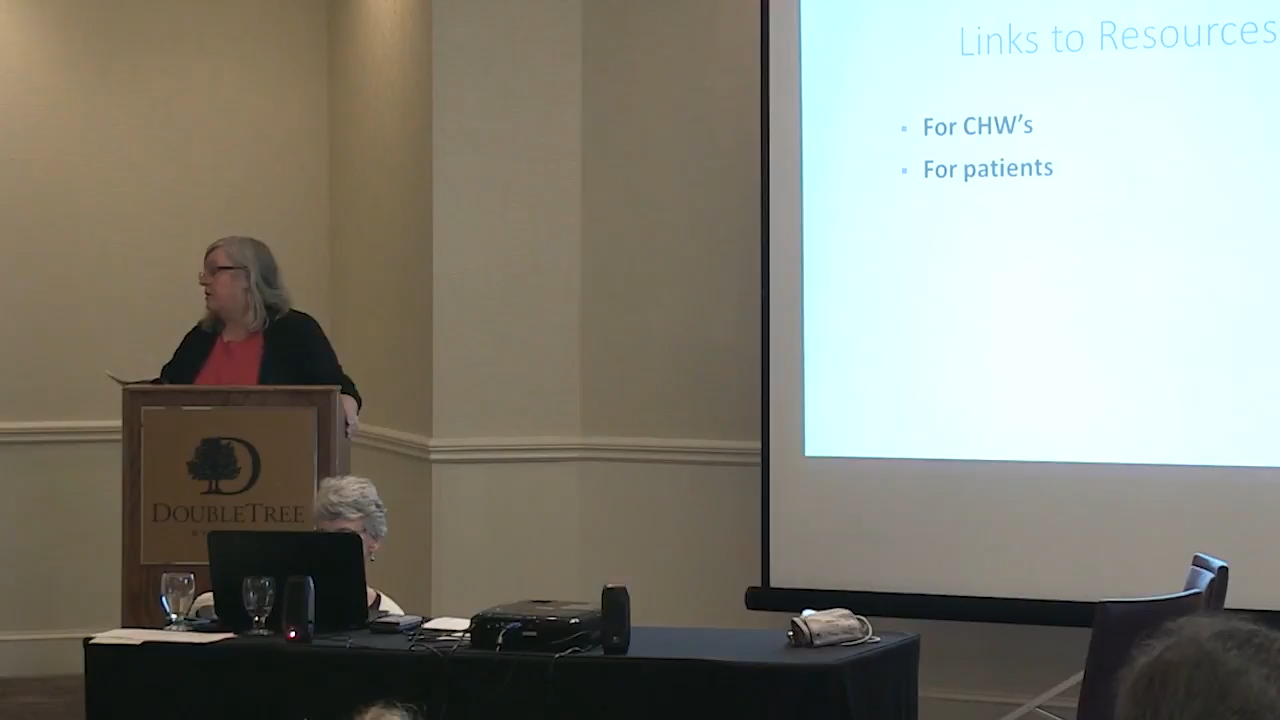 Links to Resources
For CHW's
For patients
D
DOUBLETREE